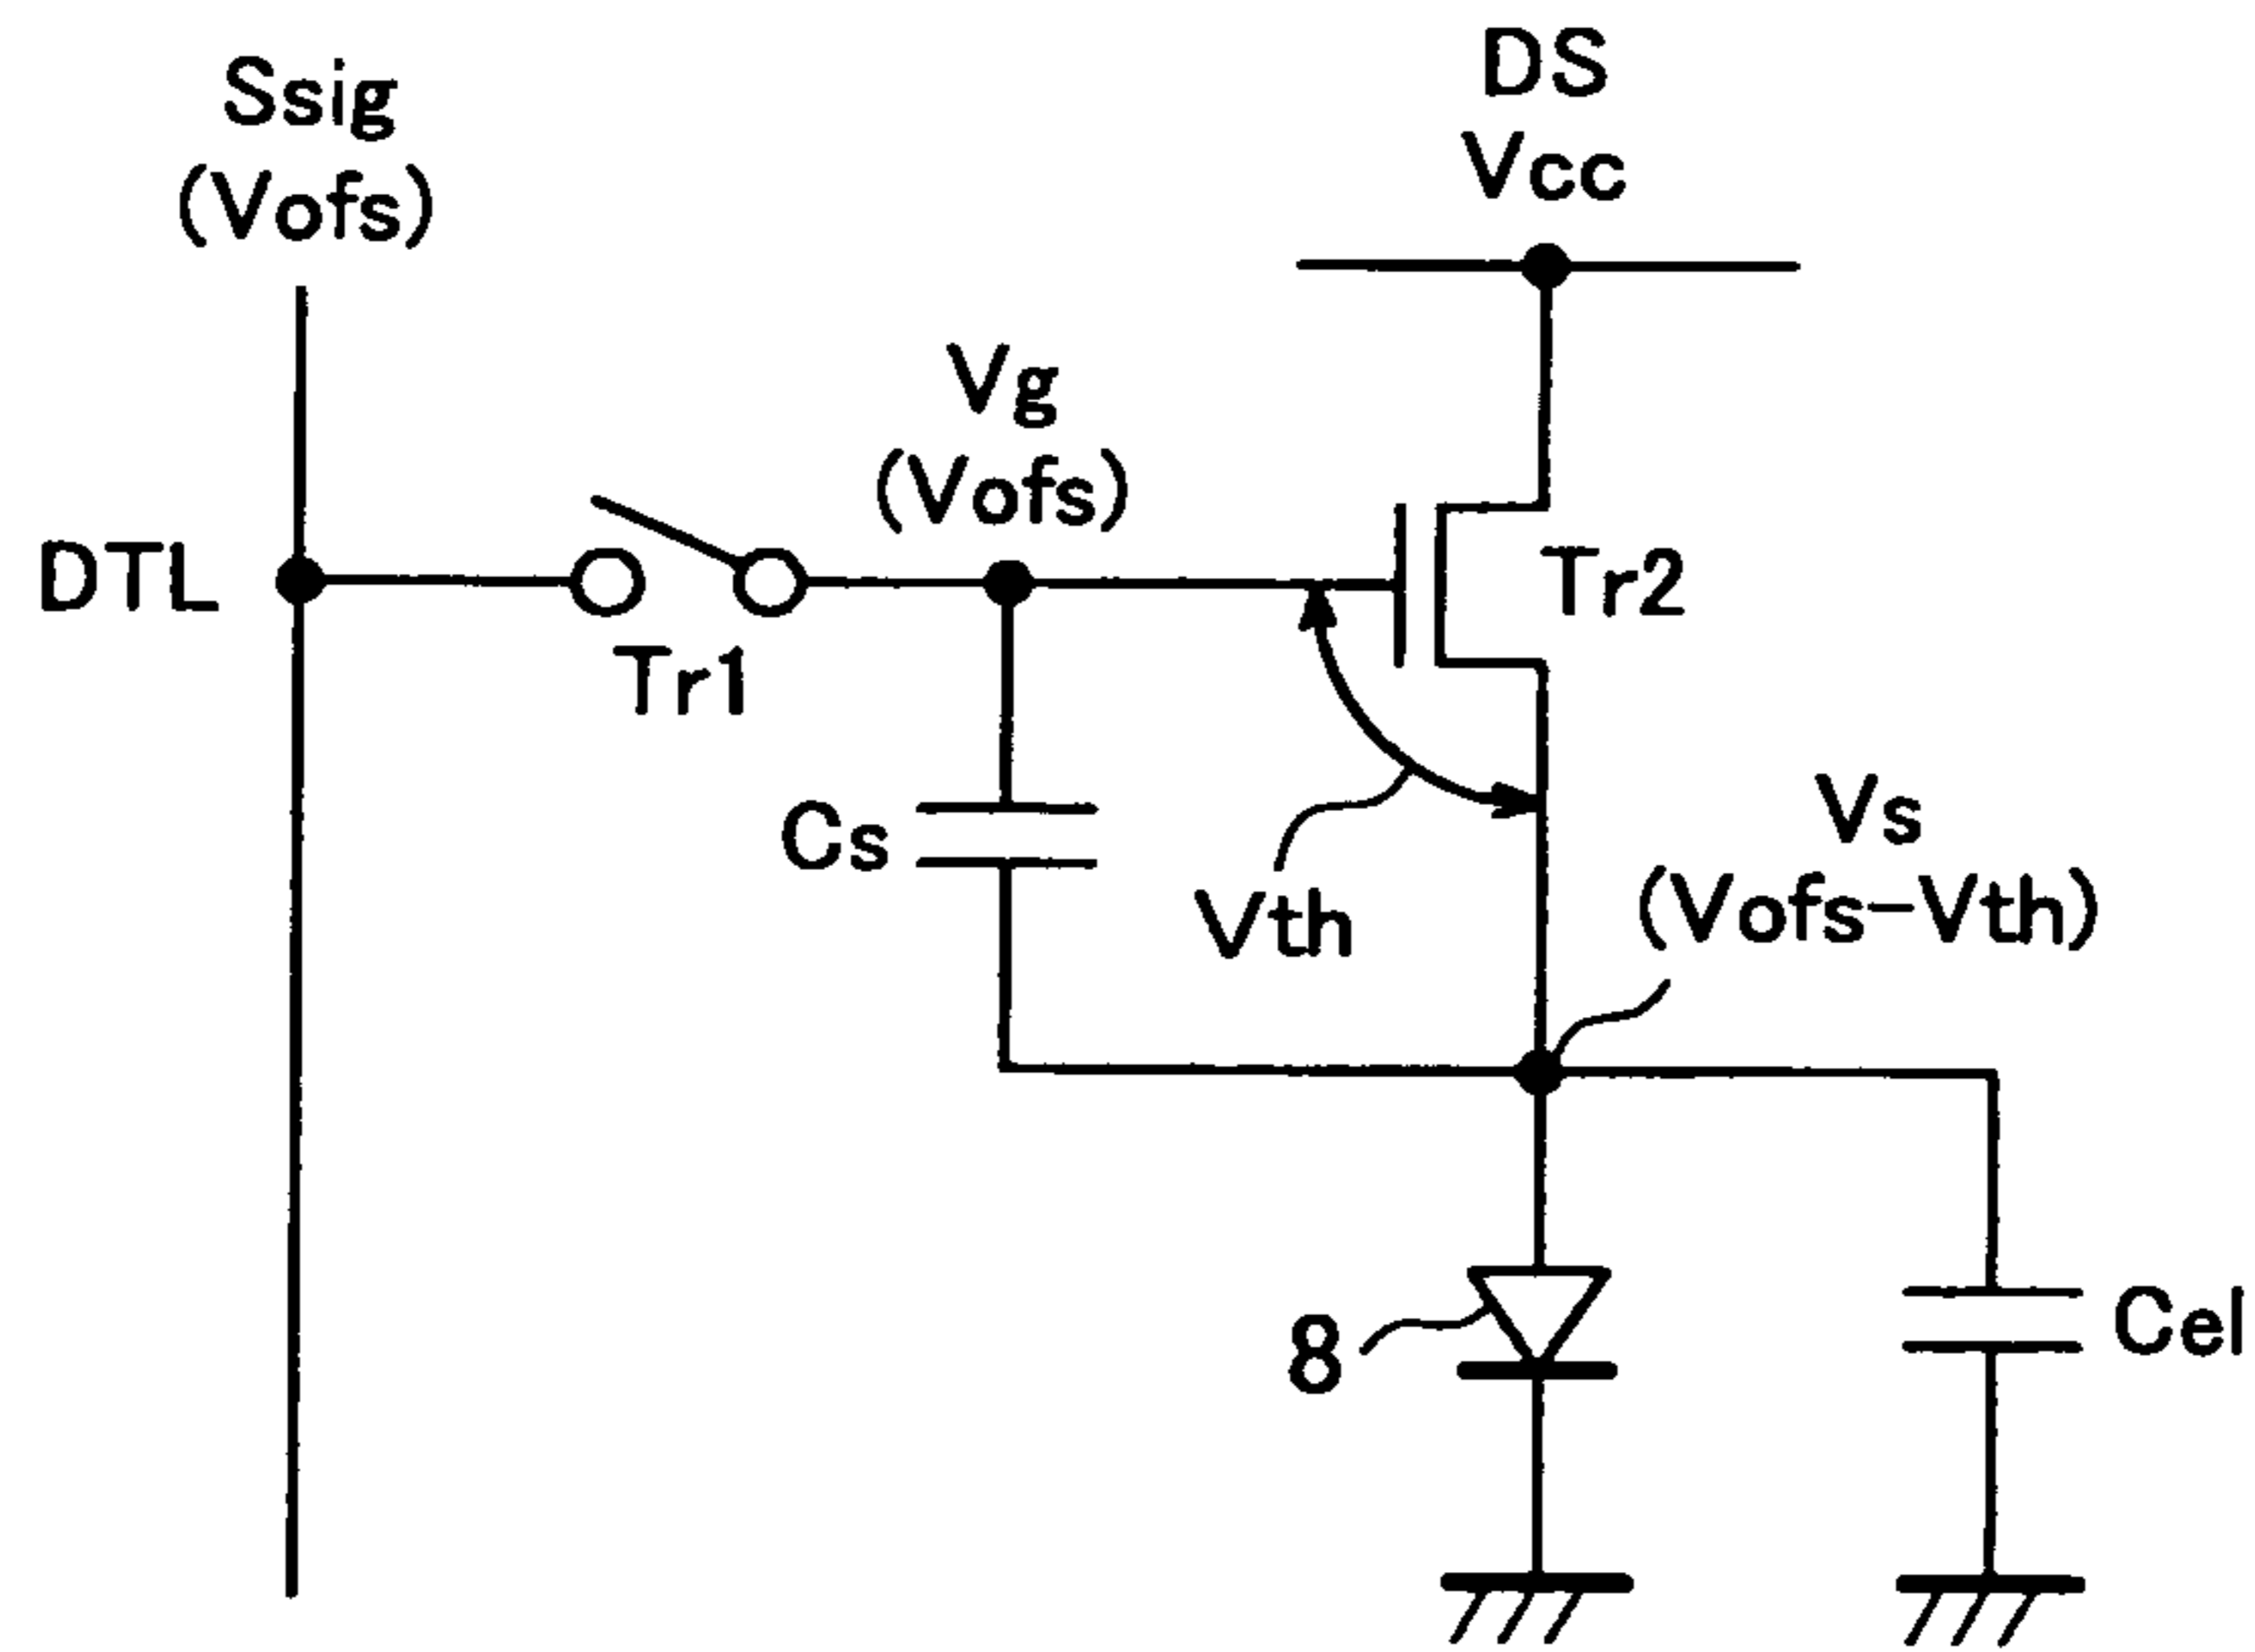 Ssig
(Vofs)
DS
Vcc
Vg
(Vofs)
DTL
Tr1
Tr2
Cs
Vth
Vs
(Vofs-Vth)
8
Cel